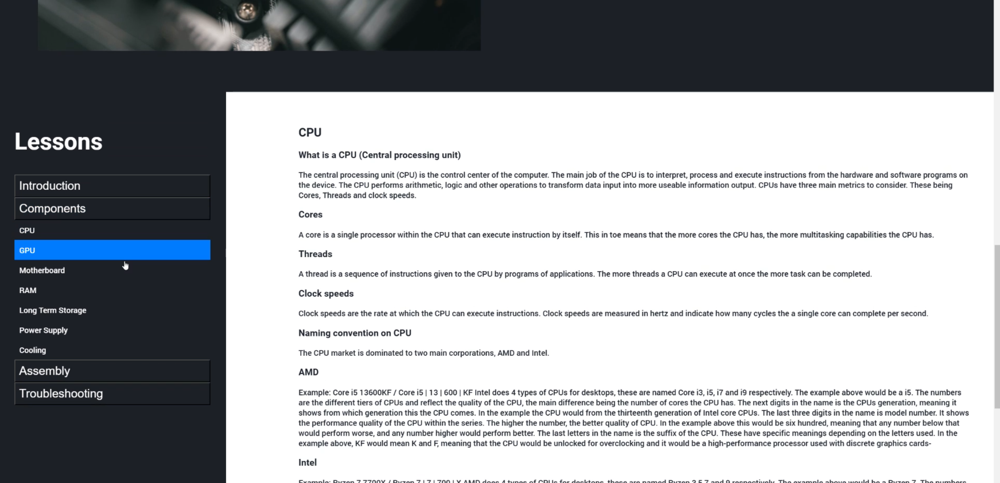 Lessons
Introduction
Components
CPU
GPU
Motherboard
RAM
Long Term Storage
Power Supply
Cooling
Assembly
Troubleshooting
CPU
What is a CPU (Central processing unit)
The central processing unit (CPU) is the control center of the computer. The main job of the CPU is to interpret, process and execute instructions from the hardware and software programs on
the device. The CPU performs arithmetic, logic and other operations to transform data input into more useable information output. CPUs have three main metrics to consider. These being
Cores, Threads and clock speeds.
Cores
A core is a single processor within the CPU that can execute instruction by itself. This in toe means that the more cores the CPU has, the more multitasking capabilities the CPU has.
Threads
A thread is a sequence of instructions given to the CPU by programs of applications. The more threads a CPU can execute at once the more task can be completed.
Clock speeds
Clock speeds are the rate at which the CPU can execute instructions. Clock speeds are measured in hertz and indicate how many cycles the a single core can complete per second.
Naming convention on CPU
The CPU market is dominated to two main corporations, AMD and Intel.
AMD
Example: Core i5 13600KF / Core i5 | 13 | 600 | KF Intel does 4 types of CPUs for desktops, these are named Core i3, i5, i7 and i9 respectively. The example above would be a i5. The numbers
are the different tiers of CPUs and reflect the quality of the CPU, the main difference being the number of cores the CPU has. The next digits in the name is the CPUs generation, meaning it
shows from which generation this the CPU comes. In the example the CPU would from the thirteenth generation of Intel core CPUs. The last three digits in the name is model number. It shows
the performance quality of the CPU within the series. The higher the number, the better quality of CPU. In the example above this would be six hundred, meaning that any number below that
would perform worse, and any number higher would perform better. The last letters in the name is the suffix of the CPU. These have specific meanings depending on the letters used. In the
example above, KF would mean K and F, meaning that the CPU would be unlocked for overclocking and it would be a high-performance processor used with discrete graphics cards-
Intel
Example: Ryzen 7 7700X / Ryzen 7 | 7 | 700 | X AMD does 4 types of CPUs for desktops, these are named Ryzen 3,5,7 and 9 respectively. The example above would be a Ryzen 7. The numbers